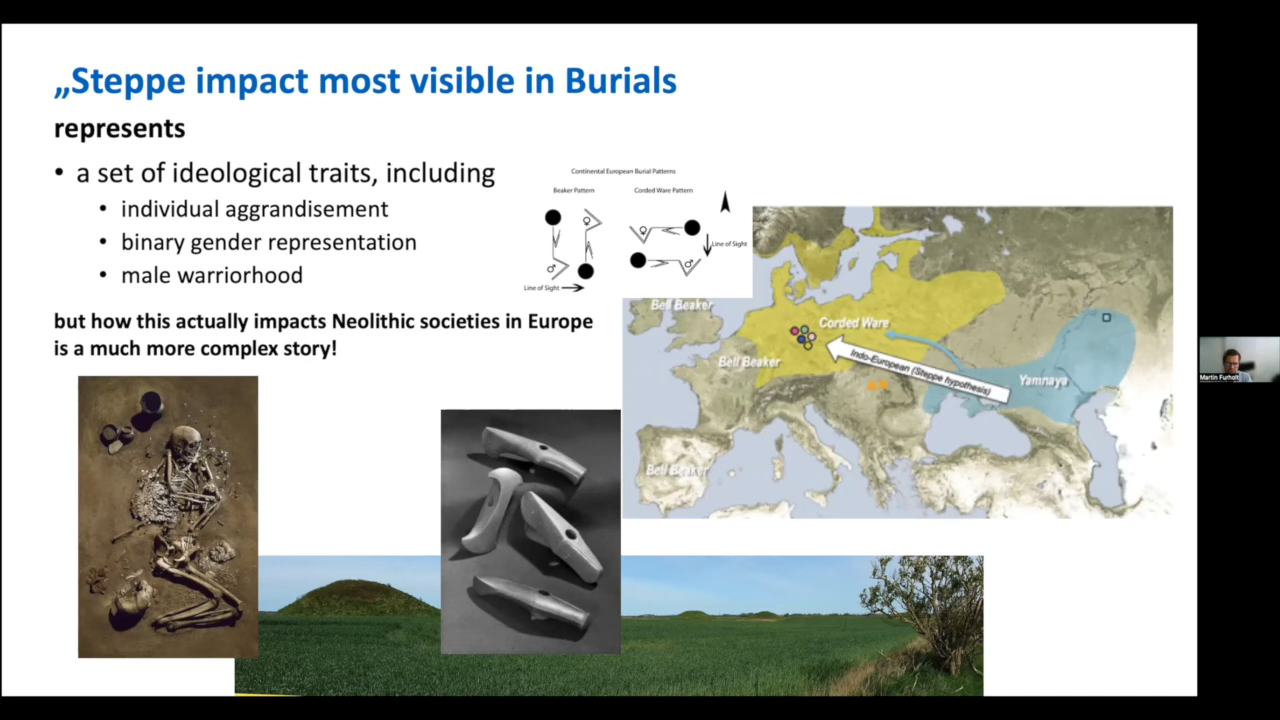 „Steppe impact most visible in Burials
represents
• a set of ideological traits, including
• individual aggrandisement
• binary gender representation
• male warriorhood
but how this actually impacts Neolithic societies in Europe
is a much more complex story!
Continental European Burial Patterns
Beaker Pattern
Corded Ware Pattern
♀
♂
Line of Sight
♀
♂
Line of Sight
Bell Beaker
Corded Ware
Bell Beaker
Indo-European (Steppe hypothesis)
Yamnaya
Bell Beaker
Martin Furholt